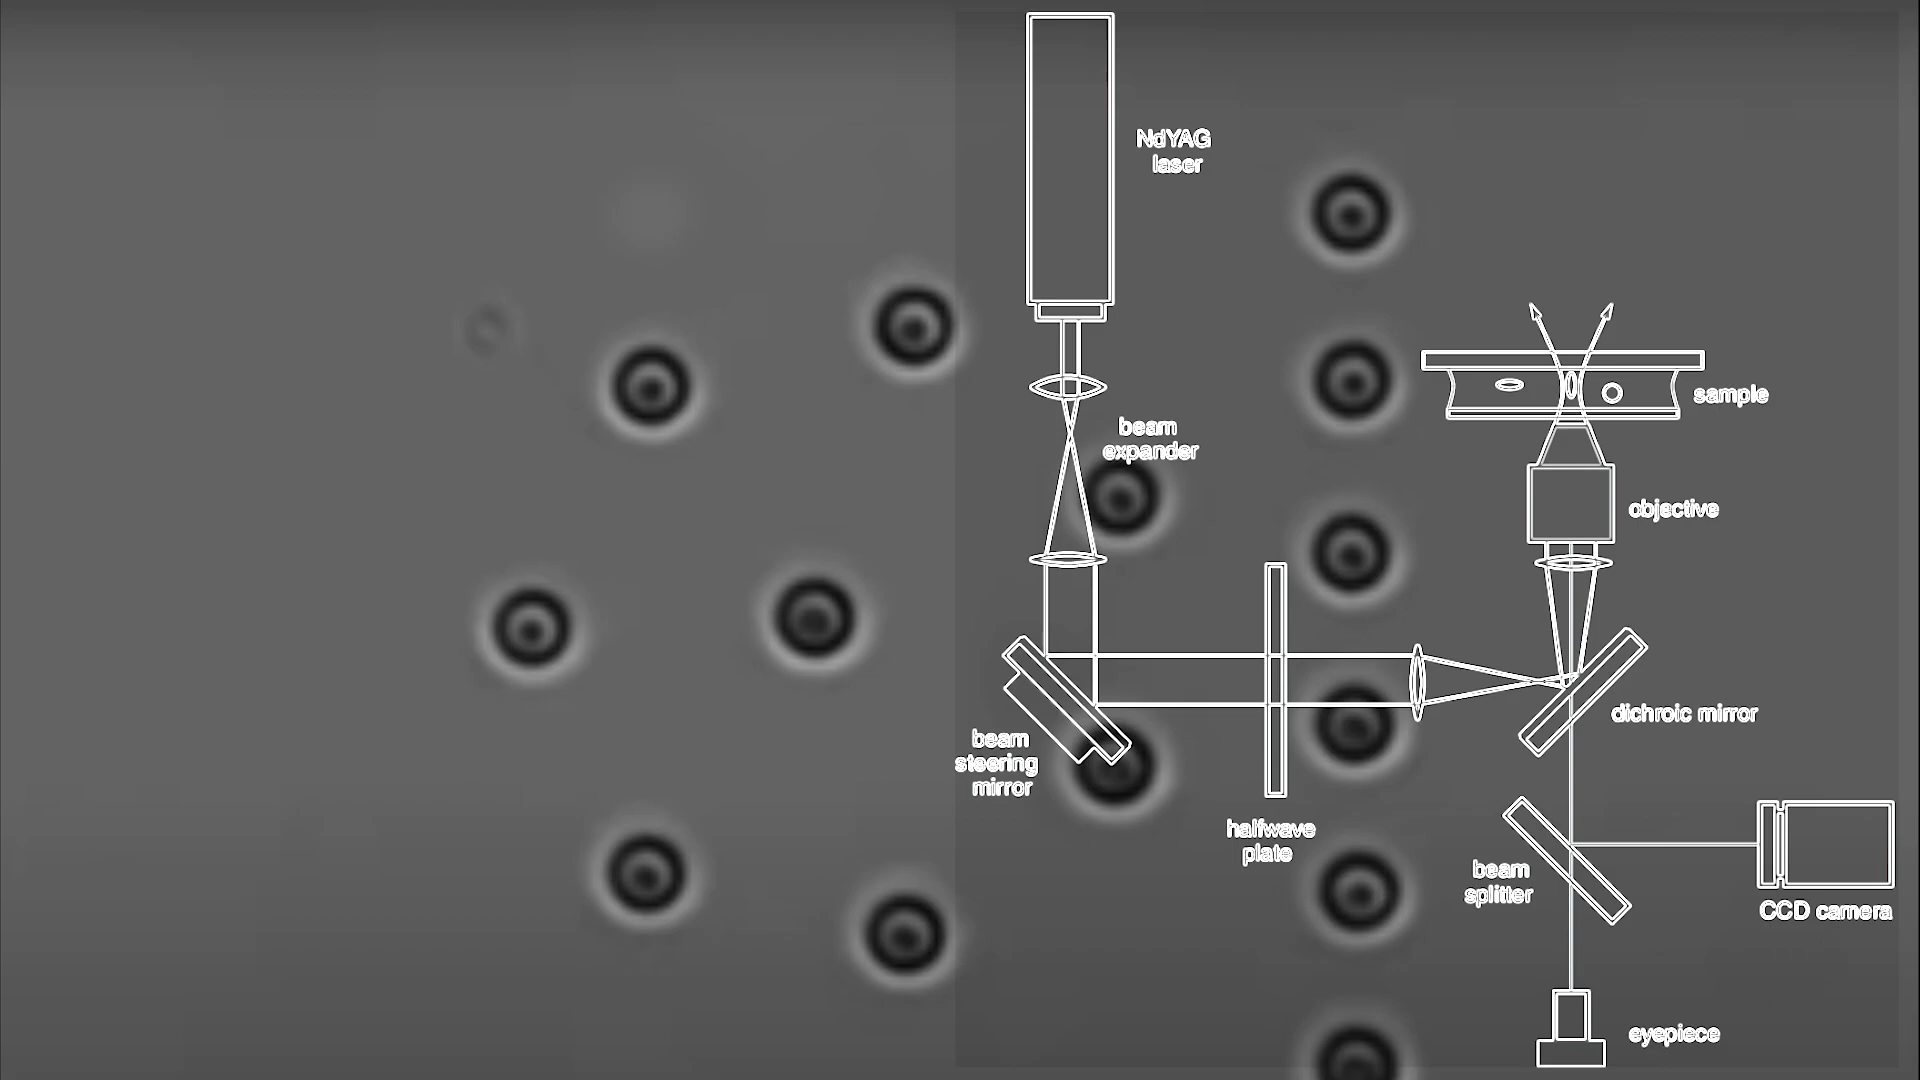 NdYAG
laser
beam
expander
sample
objective
dichroic mirror
beam
steering
mirror
halfwave
plate
beam
splitter
CCD camera
eyepiece